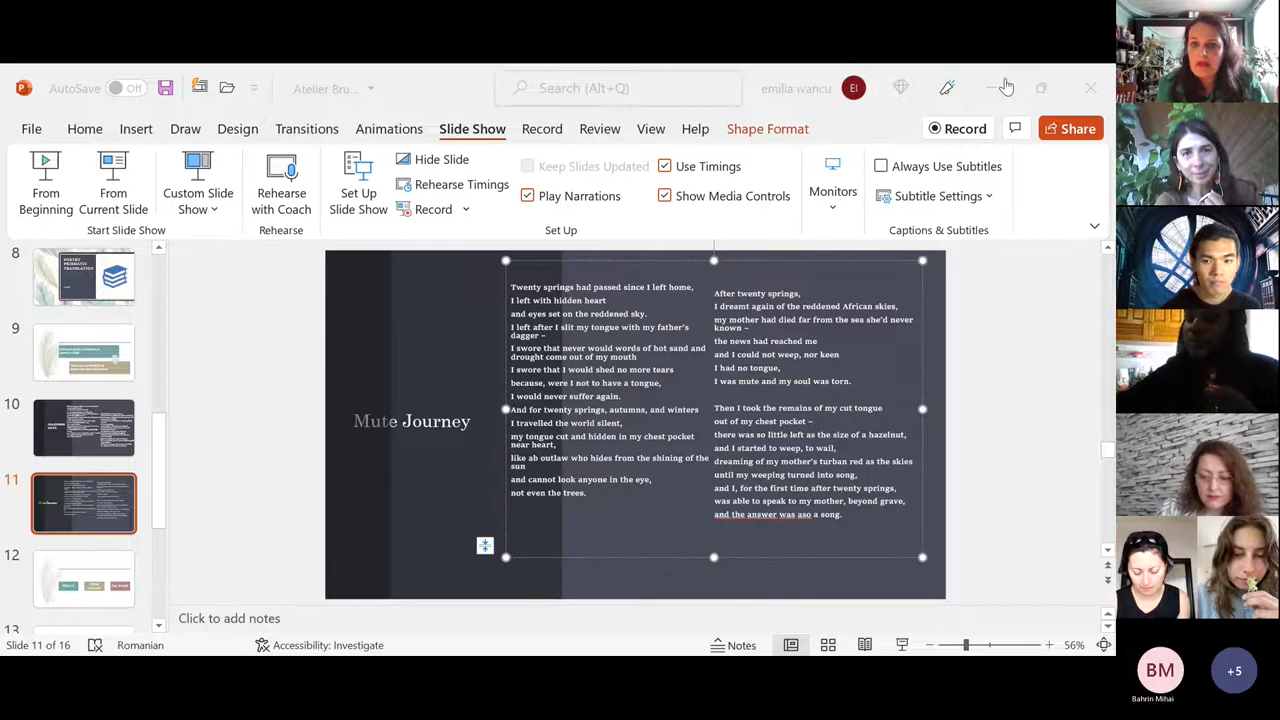 AutoSave
Off
Atelier Bru...
Search (Alt+Q)
emilia ivancu
EI
File
Home
Insert
Draw
Design
Transitions
Animations
Slide Show
Record
Review
View
Help
Shape Format
Record
Share
From Beginning
From Current Slide
Custom Slide Show
Start Slide Show
Rehearse with Coach
Rehearse
Set Up Slide Show
Hide Slide
Rehearse Timings
Record
Keep Slides Updated
Play Narrations
Use Timings
Show Media Controls
Set Up
Monitors
Always Use Subtitles
Subtitle Settings
Captions & Subtitles
8
POETRY
PRISMATIC
TRANSLATION
9
10
11
12
13
Mute Journey
Twenty springs had passed since I left home,
I left with hidden heart
and eyes set on the reddened sky.
I left after I slit my tongue with my father's
dagger –
I swore that never would words of hot sand and
drought come out of my mouth
I swore that I would shed no more tears
because, were I not to have a tongue,
I would never suffer again.
And for twenty springs, autumns, and winters
I travelled the world silent,
my tongue cut and hidden in my chest pocket
near heart,
like ab outlaw who hides from the shining of the
sun
and cannot look anyone in the eye,
not even the trees.
After twenty springs,
I dreamt again of the reddened African skies,
my mother had died far from the sea she'd never
known –
the news had reached me
and I could not weep, nor keen
I had no tongue,
I was mute and my soul was torn.
Then I took the remains of my cut tongue
out of my chest pocket –
there was so little left as the size of a hazelnut,
and I started to weep, to wail,
dreaming of my mother's turban red as the skies
until my weeping turned into song,
and I, for the first time after twenty springs,
was able to speak to my mother, beyond grave,
and the answer was aso a song.
Click to add notes
Slide 11 of 16
Romanian
Accessibility: Investigate
Notes
56%
BM
Bahrin Mihai
+5